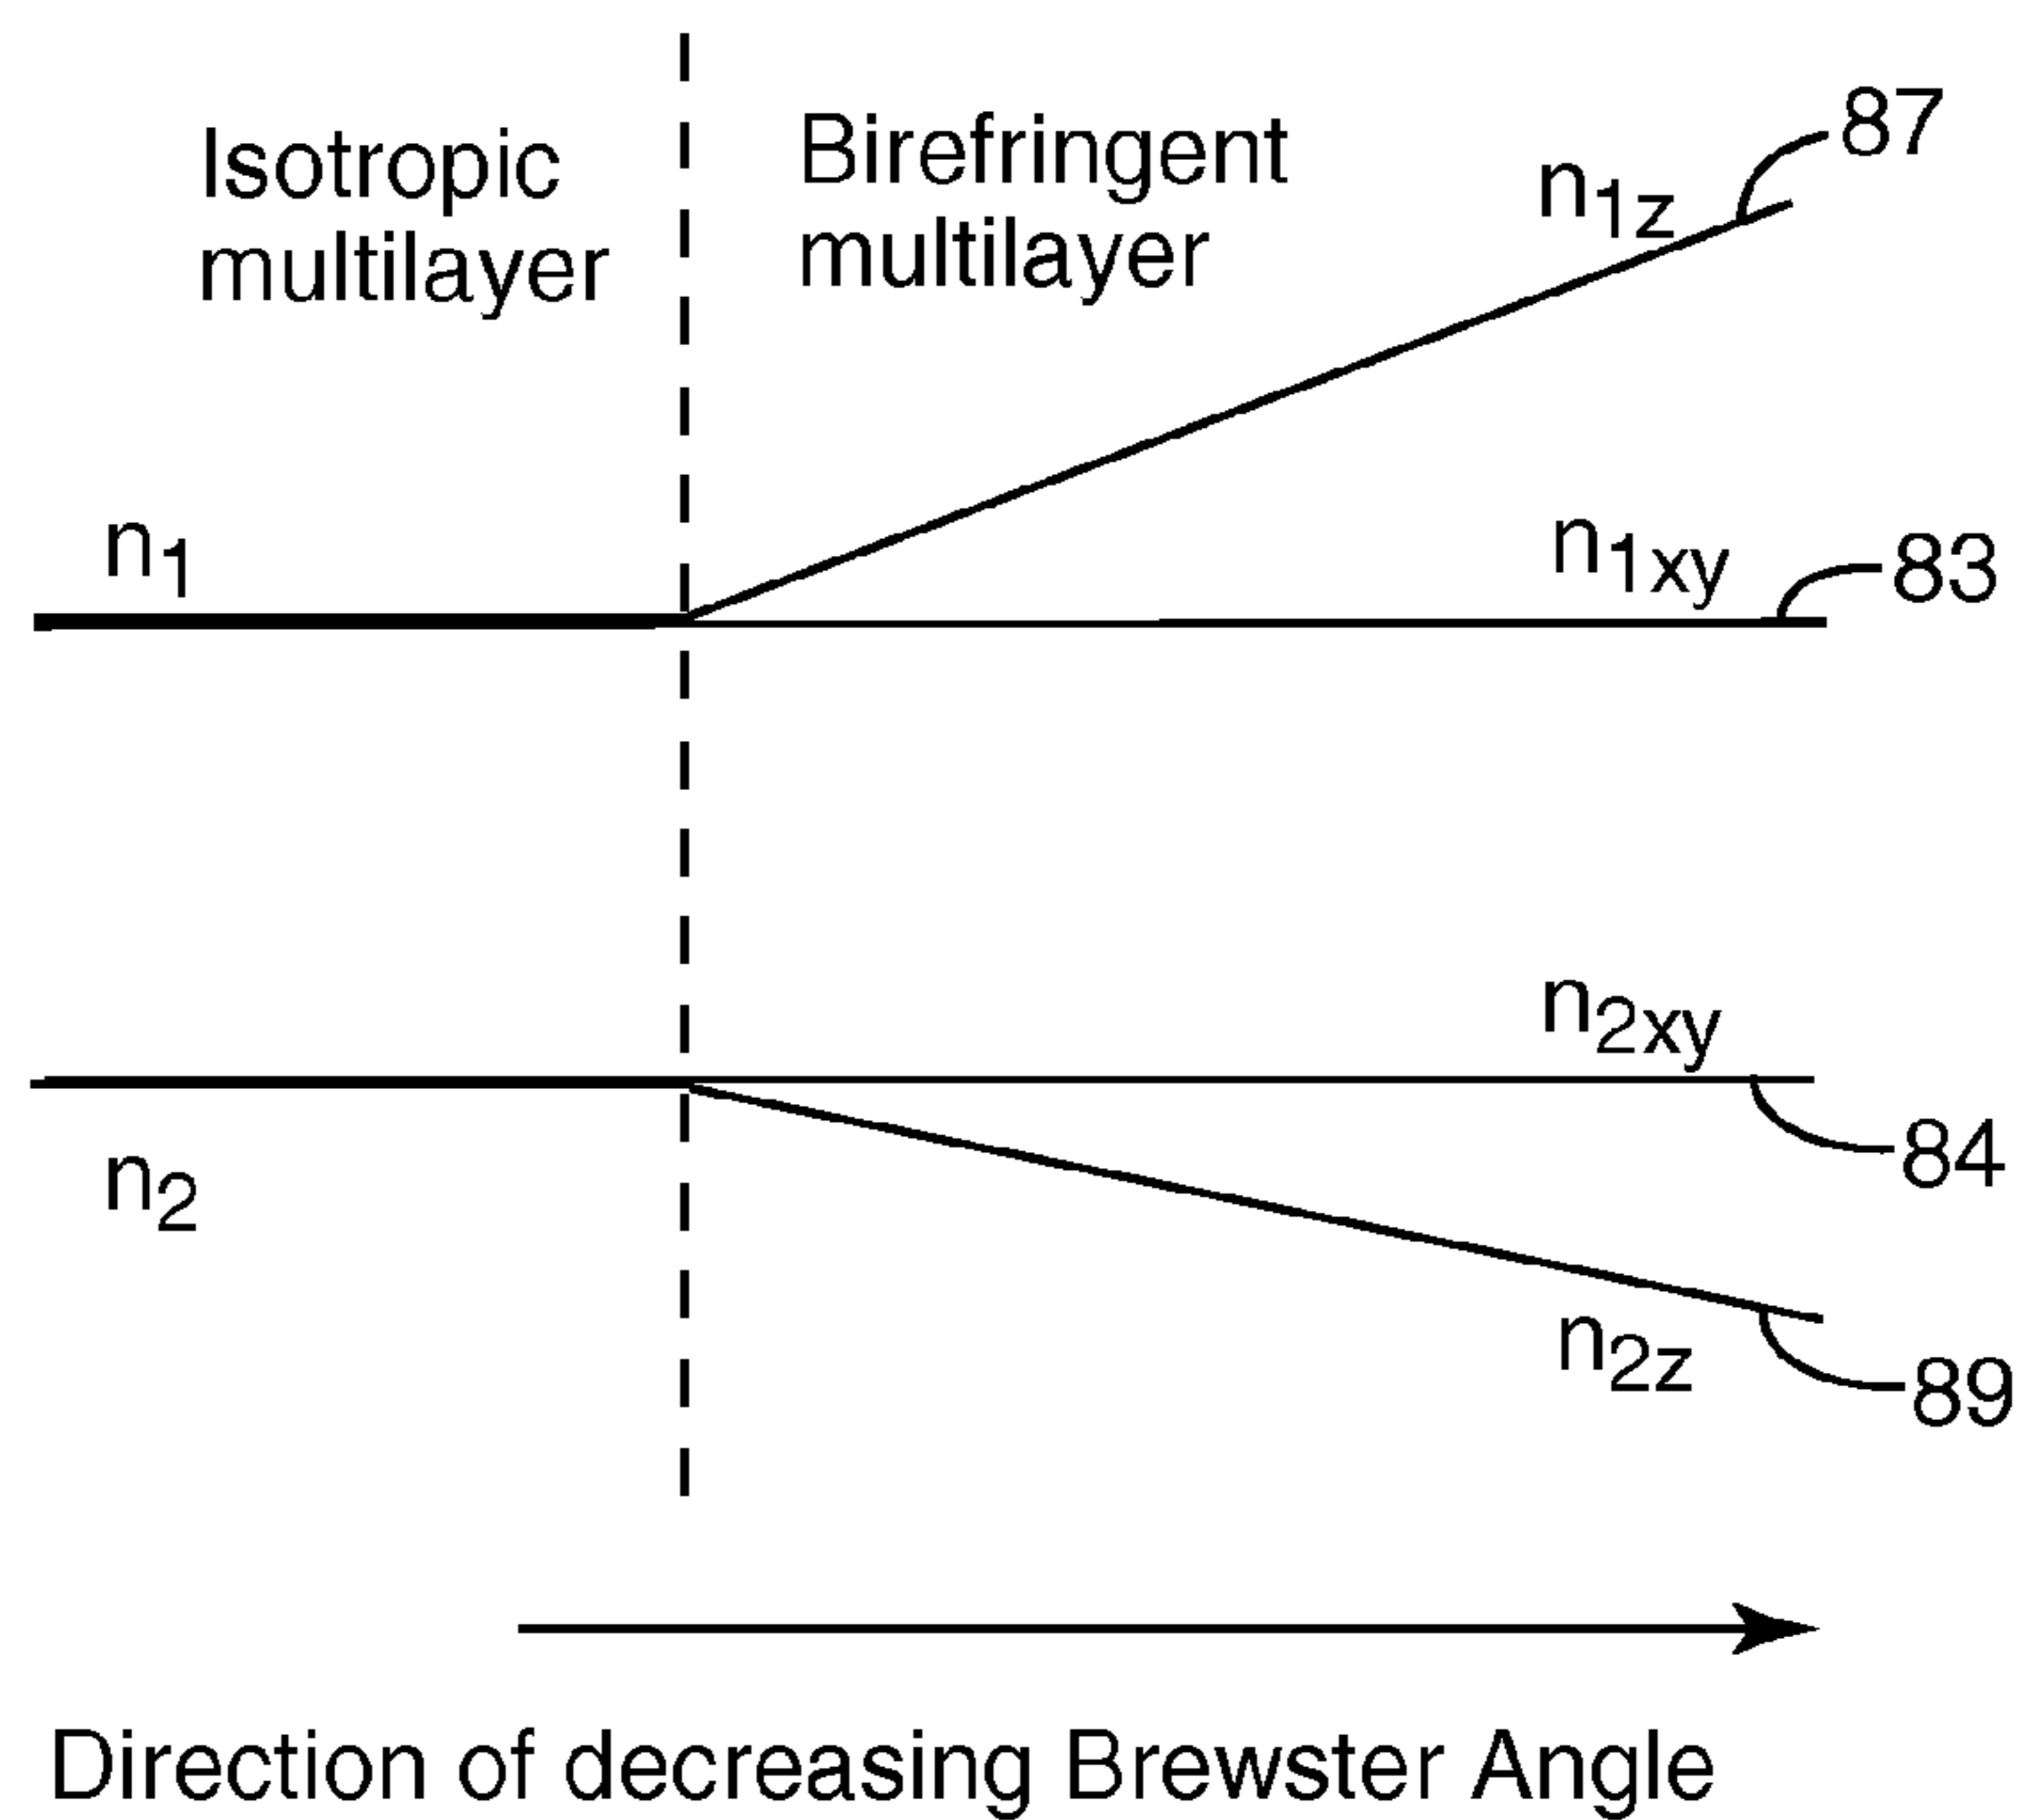 Isotropic
multilayer
Birefringent
multilayer
n1z
87
n1
n1xy
83
n2xy
84
n2
n2z
89
Direction of decreasing Brewster Angle